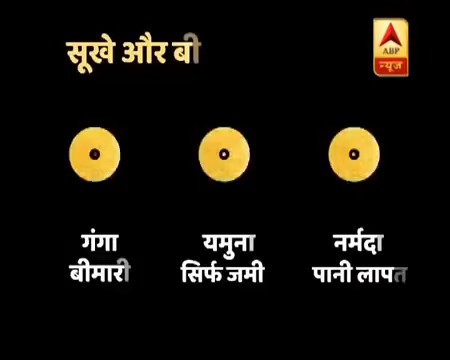 सूखे और बी
ABP
न्यूज़
गंगा
बीमारी
यमुना
सिर्फ जमी
नर्मदा
पानी लापत